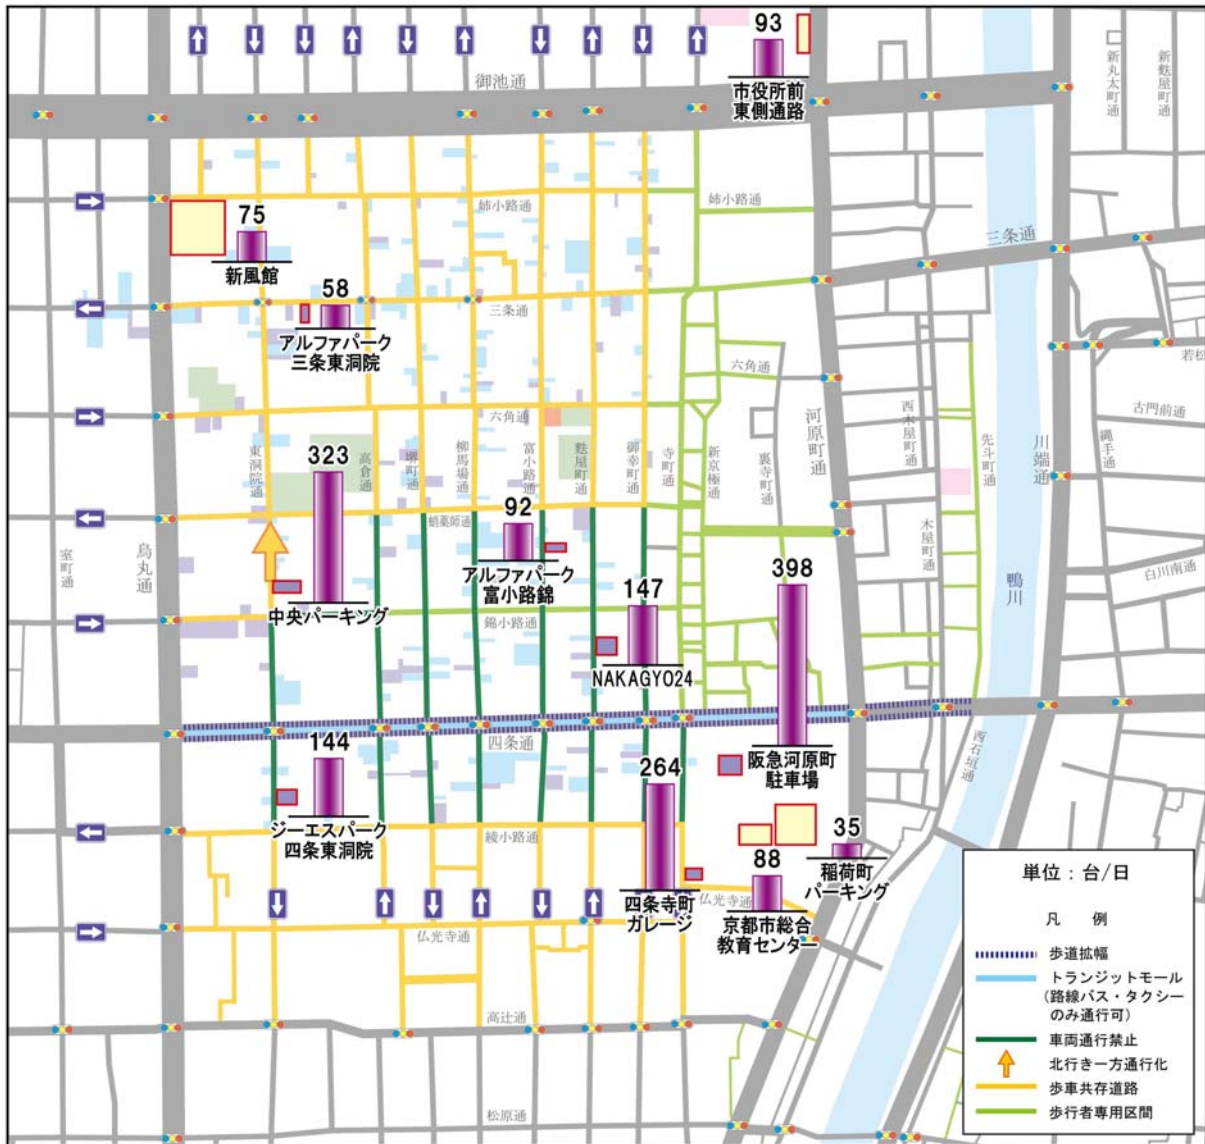 93
市役所前
東側通路
御池通
新丸太町通
新麩屋町通
姉小路通
姉小路通
三条通
75
新風館
58
アルファパーク
三条東洞院
三条通
六角通
若松
六角通
古門前通
河原町通
西木屋町通
先斗町通
川端通
縄手通
東洞院通
323
高倉通
堺町通
柳馬場通
富小路通
麩屋町通
御幸町通
寺町通
新京極通
裏寺町通
蛸薬師通
92
アルファパーク
富小路錦
木屋町通
室町通
烏丸通
中央パーキング
147
398
鴨川
白川南通
錦小路通
NAKAGYO24
四条通
阪急河原町
駐車場
西石垣通
144
264
ジーエスパーク
四条東洞院
綾小路通
35
稲荷町
パーキング
88
四条寺町
ガレージ
仏光寺通
京都市総合
教育センター
仏光寺通
高辻通
松原通
単位：台/日
凡 例
歩道拡幅
トランジットモール
（路線バス・タクシー
のみ通行可）
車両通行禁止
北行き一方通行化
歩車共存道路
歩行者専用区間